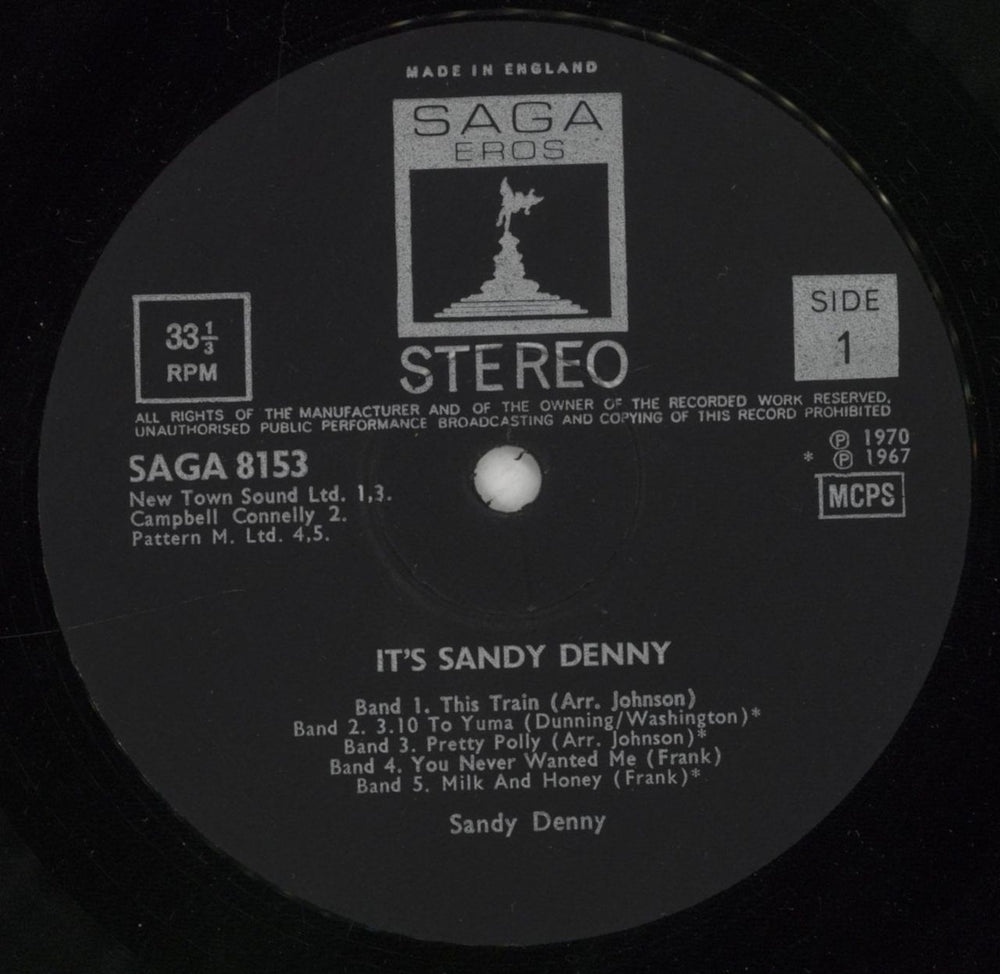 MADE IN ENGLAND
SAGA
EROS
33⅓
RPM
STEREO
SIDE
1
ALL RIGHTS OF THE MANUFACTURER AND OF THE OWNER OF THE RECORDED WORK RESERVED.
UNAUTHORISED PUBLIC PERFORMANCE BROADCASTING AND COPYING OF THIS RECORD PROHIBITED
SAGA 8153
New Town Sound Ltd. 1,3.
Campbell Connelly 2.
Pattern M. Ltd. 4,5.
Ⓟ 1970
* Ⓟ 1967
MCPS
IT'S SANDY DENNY
Band 1. This Train (Arr. Johnson)
Band 2. 3.10 To Yuma (Dunning/Washington)*
Band 3. Pretty Polly (Arr. Johnson)*
Band 4. You Never Wanted Me (Frank)
Band 5. Milk And Honey (Frank)*
Sandy Denny